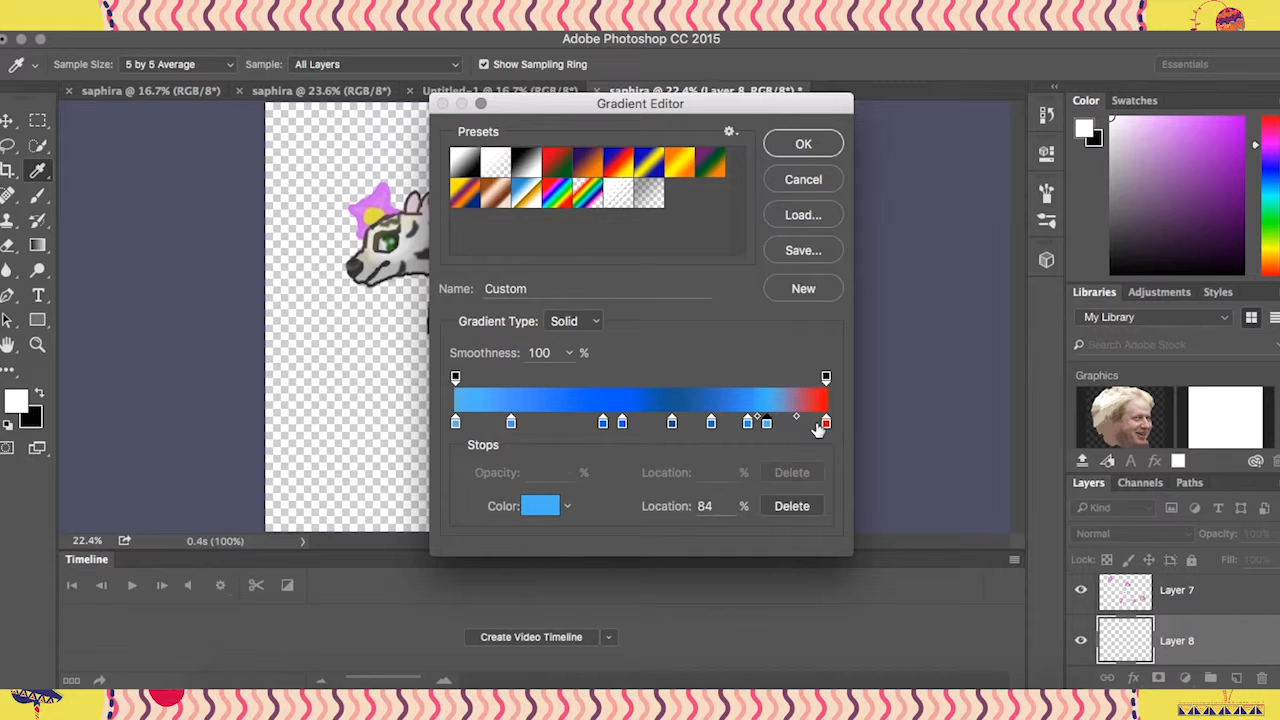 Adobe Photoshop CC 2015
Sample Size: 5 by 5 Average Sample: All Layers Show Sampling Ring Essentials
saphira @ 16.7% (RGB/8*) saphira @ 23.6% (RGB/8*) Untitled-1 @ 16.7% (RGB/8*) saphira @ 22.4% (Layer 8, RGB/8*) *
Gradient Editor
Presets
OK
Cancel
Load...
Save...
Name: Custom
New
Gradient Type: Solid
Smoothness: 100 %
Stops
Opacity: % Location: % Delete
Color: Location: 84 % Delete
22.4% 0.4s (100%)
Timeline
Create Video Timeline
Color Swatches
Libraries Adjustments Styles
My Library
Search Adobe Stock
Graphics
Layers Channels Paths
Kind
Normal Opacity: 100%
Lock: Fill: 100%
Layer 7
Layer 8